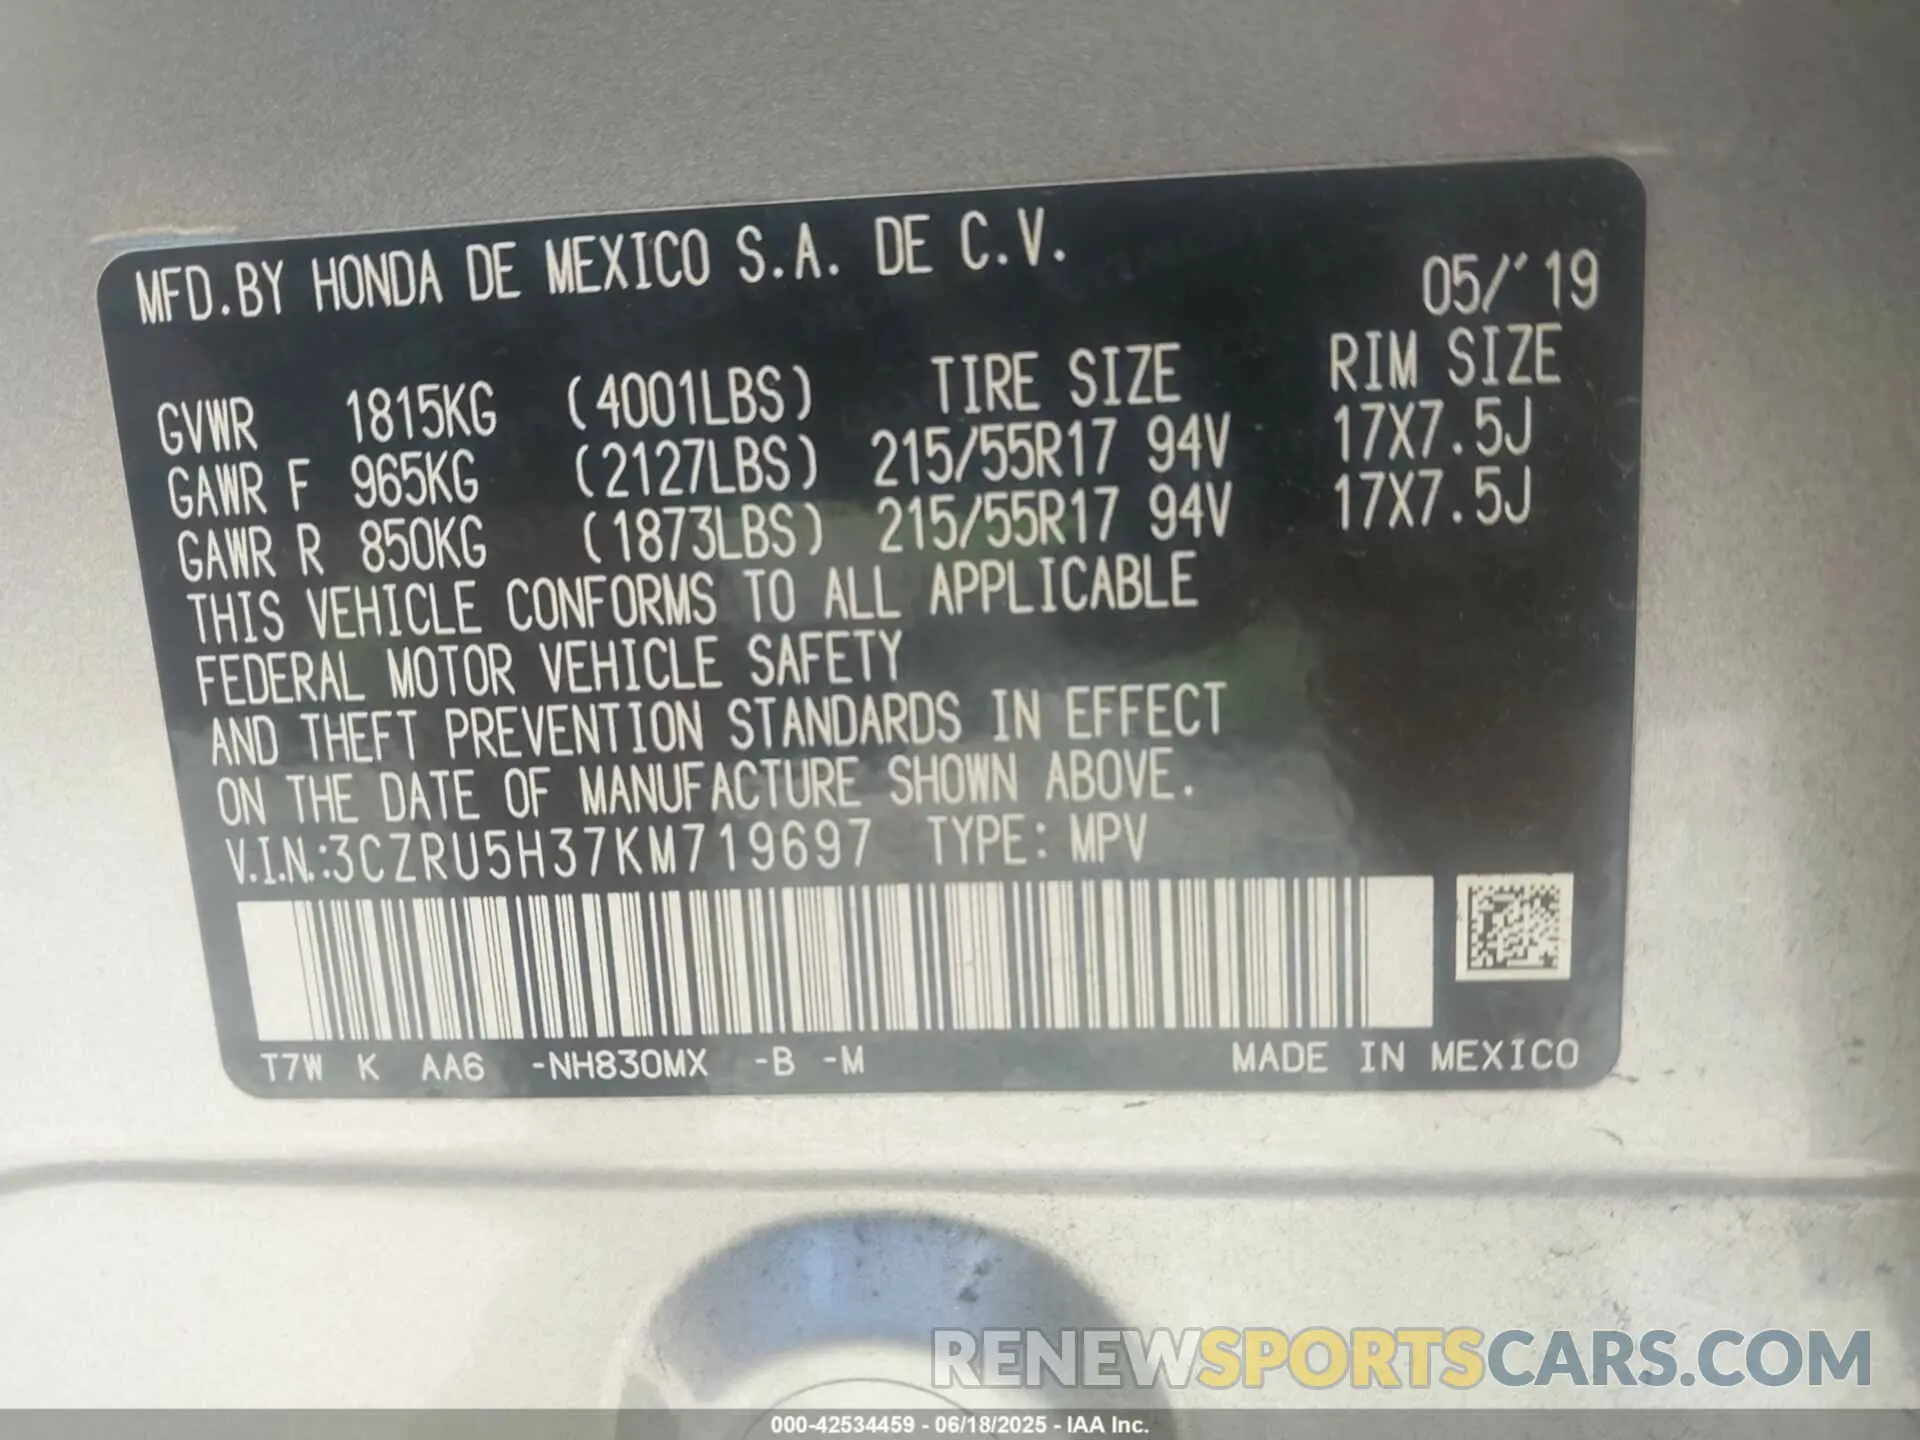 MFD.BY HONDA DE MEXICO S.A. DE C.V.
05/'19
GVWR 1815KG (4001LBS) TIRE SIZE RIM SIZE
GAWR F 965KG (2127LBS) 215/55R17 94V 17X7.5J
GAWR R 850KG (1873LBS) 215/55R17 94V 17X7.5J
THIS VEHICLE CONFORMS TO ALL APPLICABLE
FEDERAL MOTOR VEHICLE SAFETY
AND THEFT PREVENTION STANDARDS IN EFFECT
ON THE DATE OF MANUFACTURE SHOWN ABOVE.
V.I.N.:3CZRU5H37KM719697 TYPE: MPV
T7W K AA6 -NH830MX -B -M MADE IN MEXICO
RENEWSPORTSCARS.COM
000-42534459 - 06/18/2025 - IAA Inc.